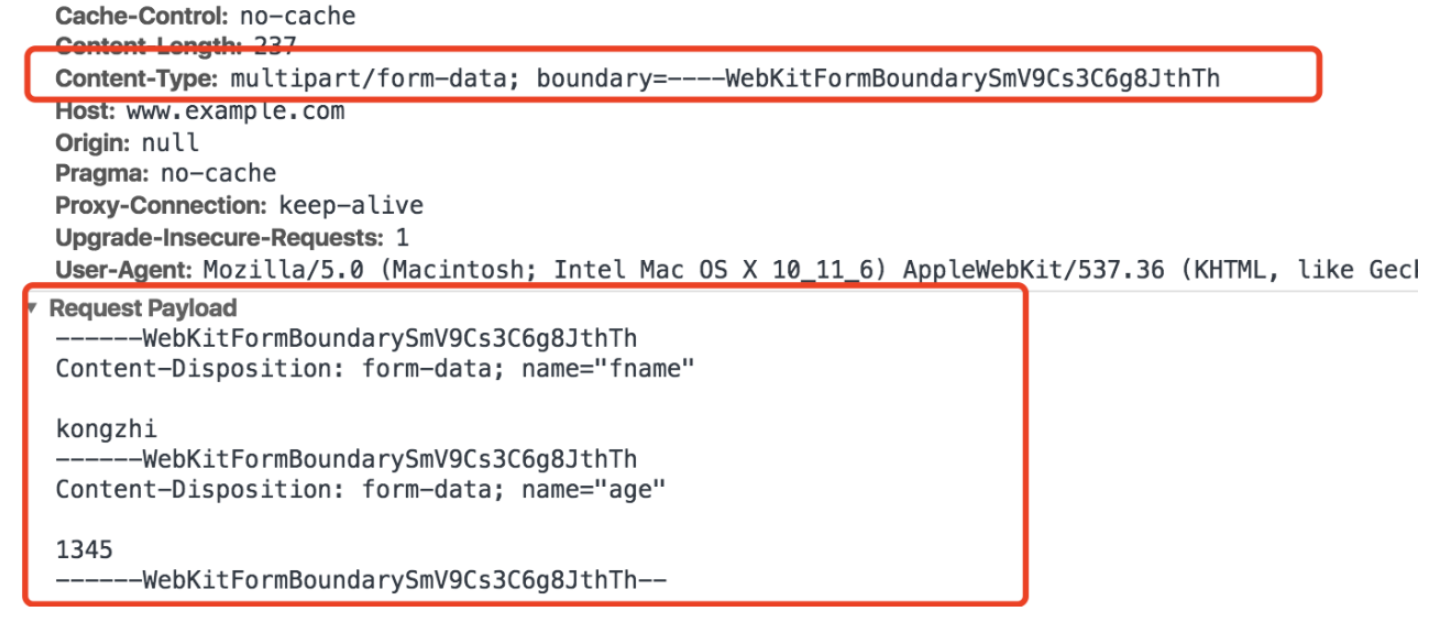 Cache-Control: no-cache
Content-Length: 237
Content-Type: multipart/form-data; boundary=----WebKitFormBoundarySmV9Cs3C6g8JthTh
Host: www.example.com
Origin: null
Pragma: no-cache
Proxy-Connection: keep-alive
Upgrade-Insecure-Requests: 1
User-Agent: Mozilla/5.0 (Macintosh; Intel Mac OS X 10_11_6) AppleWebKit/537.36 (KHTML, like Geck
▼ Request Payload
------WebKitFormBoundarySmV9Cs3C6g8JthTh
Content-Disposition: form-data; name="fname"

kongzhi
------WebKitFormBoundarySmV9Cs3C6g8JthTh
Content-Disposition: form-data; name="age"

1345
------WebKitFormBoundarySmV9Cs3C6g8JthTh--